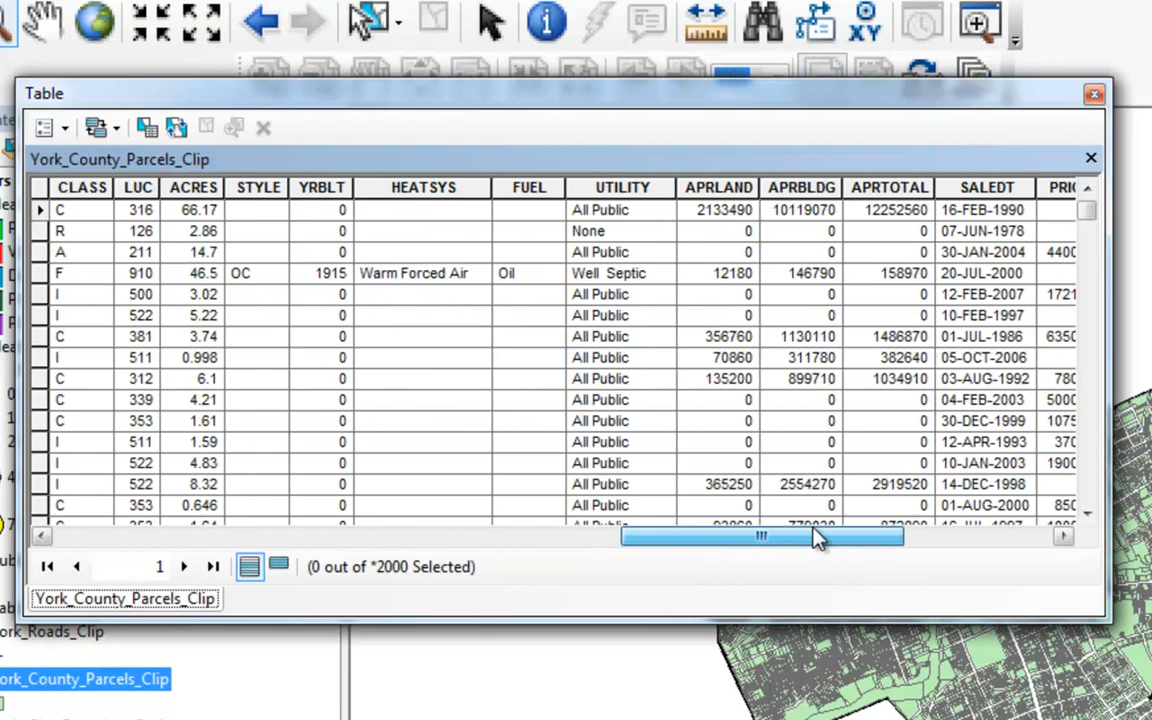 XY
Table
York_County_Parcels_Clip
CLASS LUC ACRES STYLE YRBLT HEATSYS FUEL UTILITY APRLAND APRBLDG APRTOTAL SALEDT PRIC
C 316 66.17 0 All Public 2133490 10119070 12252560 16-FEB-1990
R 126 2.86 0 None 0 0 0 07-JUN-1978
A 211 14.7 0 All Public 0 0 0 30-JAN-2004 4400
F 910 46.5 OC 1915 Warm Forced Air Oil Well Septic 12180 146790 158970 20-JUL-2000
I 500 3.02 0 All Public 0 0 0 12-FEB-2007 1721
I 522 5.22 0 All Public 0 0 0 10-FEB-1997
C 381 3.74 0 All Public 356760 1130110 1486870 01-JUL-1986 6350
I 511 0.998 0 All Public 70860 311780 382640 05-OCT-2006
C 312 6.1 0 All Public 135200 899710 1034910 03-AUG-1992 780
C 339 4.21 0 All Public 0 0 0 04-FEB-2003 5000
C 353 1.61 0 All Public 0 0 0 30-DEC-1999 1075
I 511 1.59 0 All Public 0 0 0 12-APR-1993 370
I 522 4.83 0 All Public 0 0 0 10-JAN-2003 1900
I 522 8.32 0 All Public 365250 2554270 2919520 14-DEC-1998
C 353 0.646 0 All Public 0 0 0 01-AUG-2000 850
1 (0 out of *2000 Selected)
York_County_Parcels_Clip
ork_Roads_Clip
ork_County_Parcels_Clip